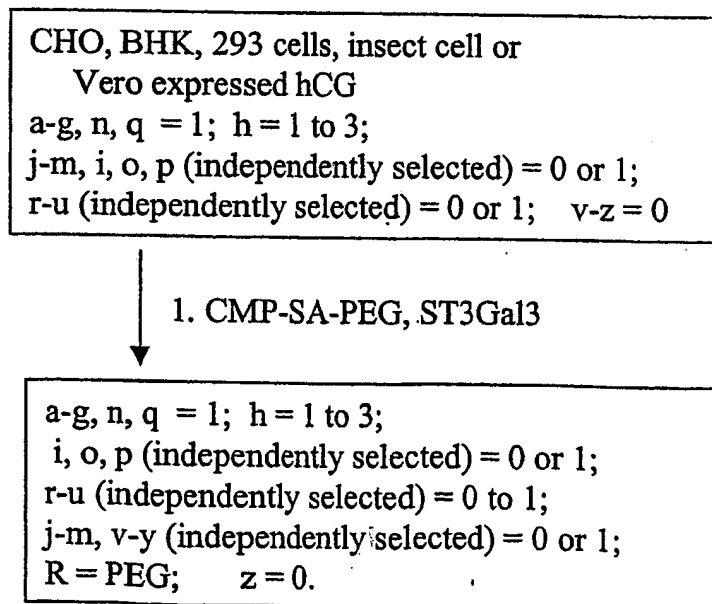 CHO, BHK, 293 cells, insect cell or
Vero expressed hCG
a-g, n, q = 1; h = 1 to 3;
j-m, i, o, p (independently selected) = 0 or 1;
r-u (independently selected) = 0 or 1; v-z = 0
1. CMP-SA-PEG, ST3Gal3
a-g, n, q = 1; h = 1 to 3;
i, o, p (independently selected) = 0 or 1;
r-u (independently selected) = 0 to 1;
j-m, v-y (independently selected) = 0 or 1;
R = PEG; z = 0.